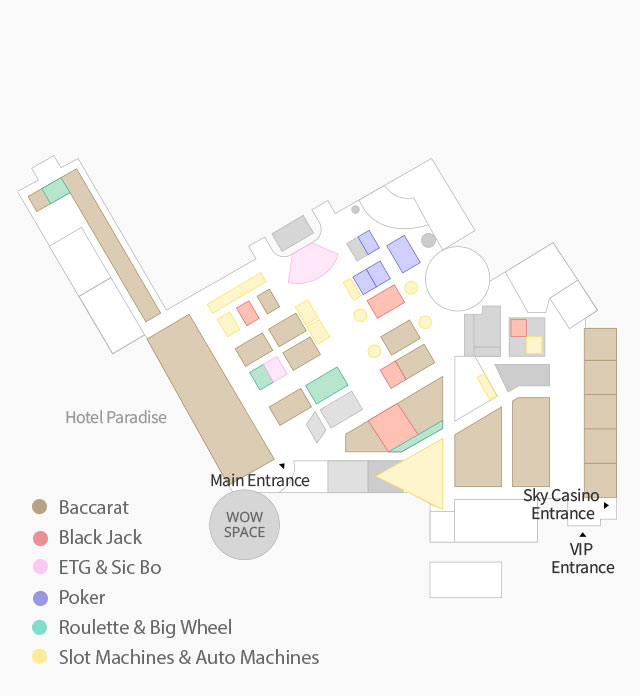 Hotel Paradise
Main Entrance
WOW
SPACE
Sky Casino
Entrance
VIP
Entrance
Baccarat
Black Jack
ETG & Sic Bo
Poker
Roulette & Big Wheel
Slot Machines & Auto Machines